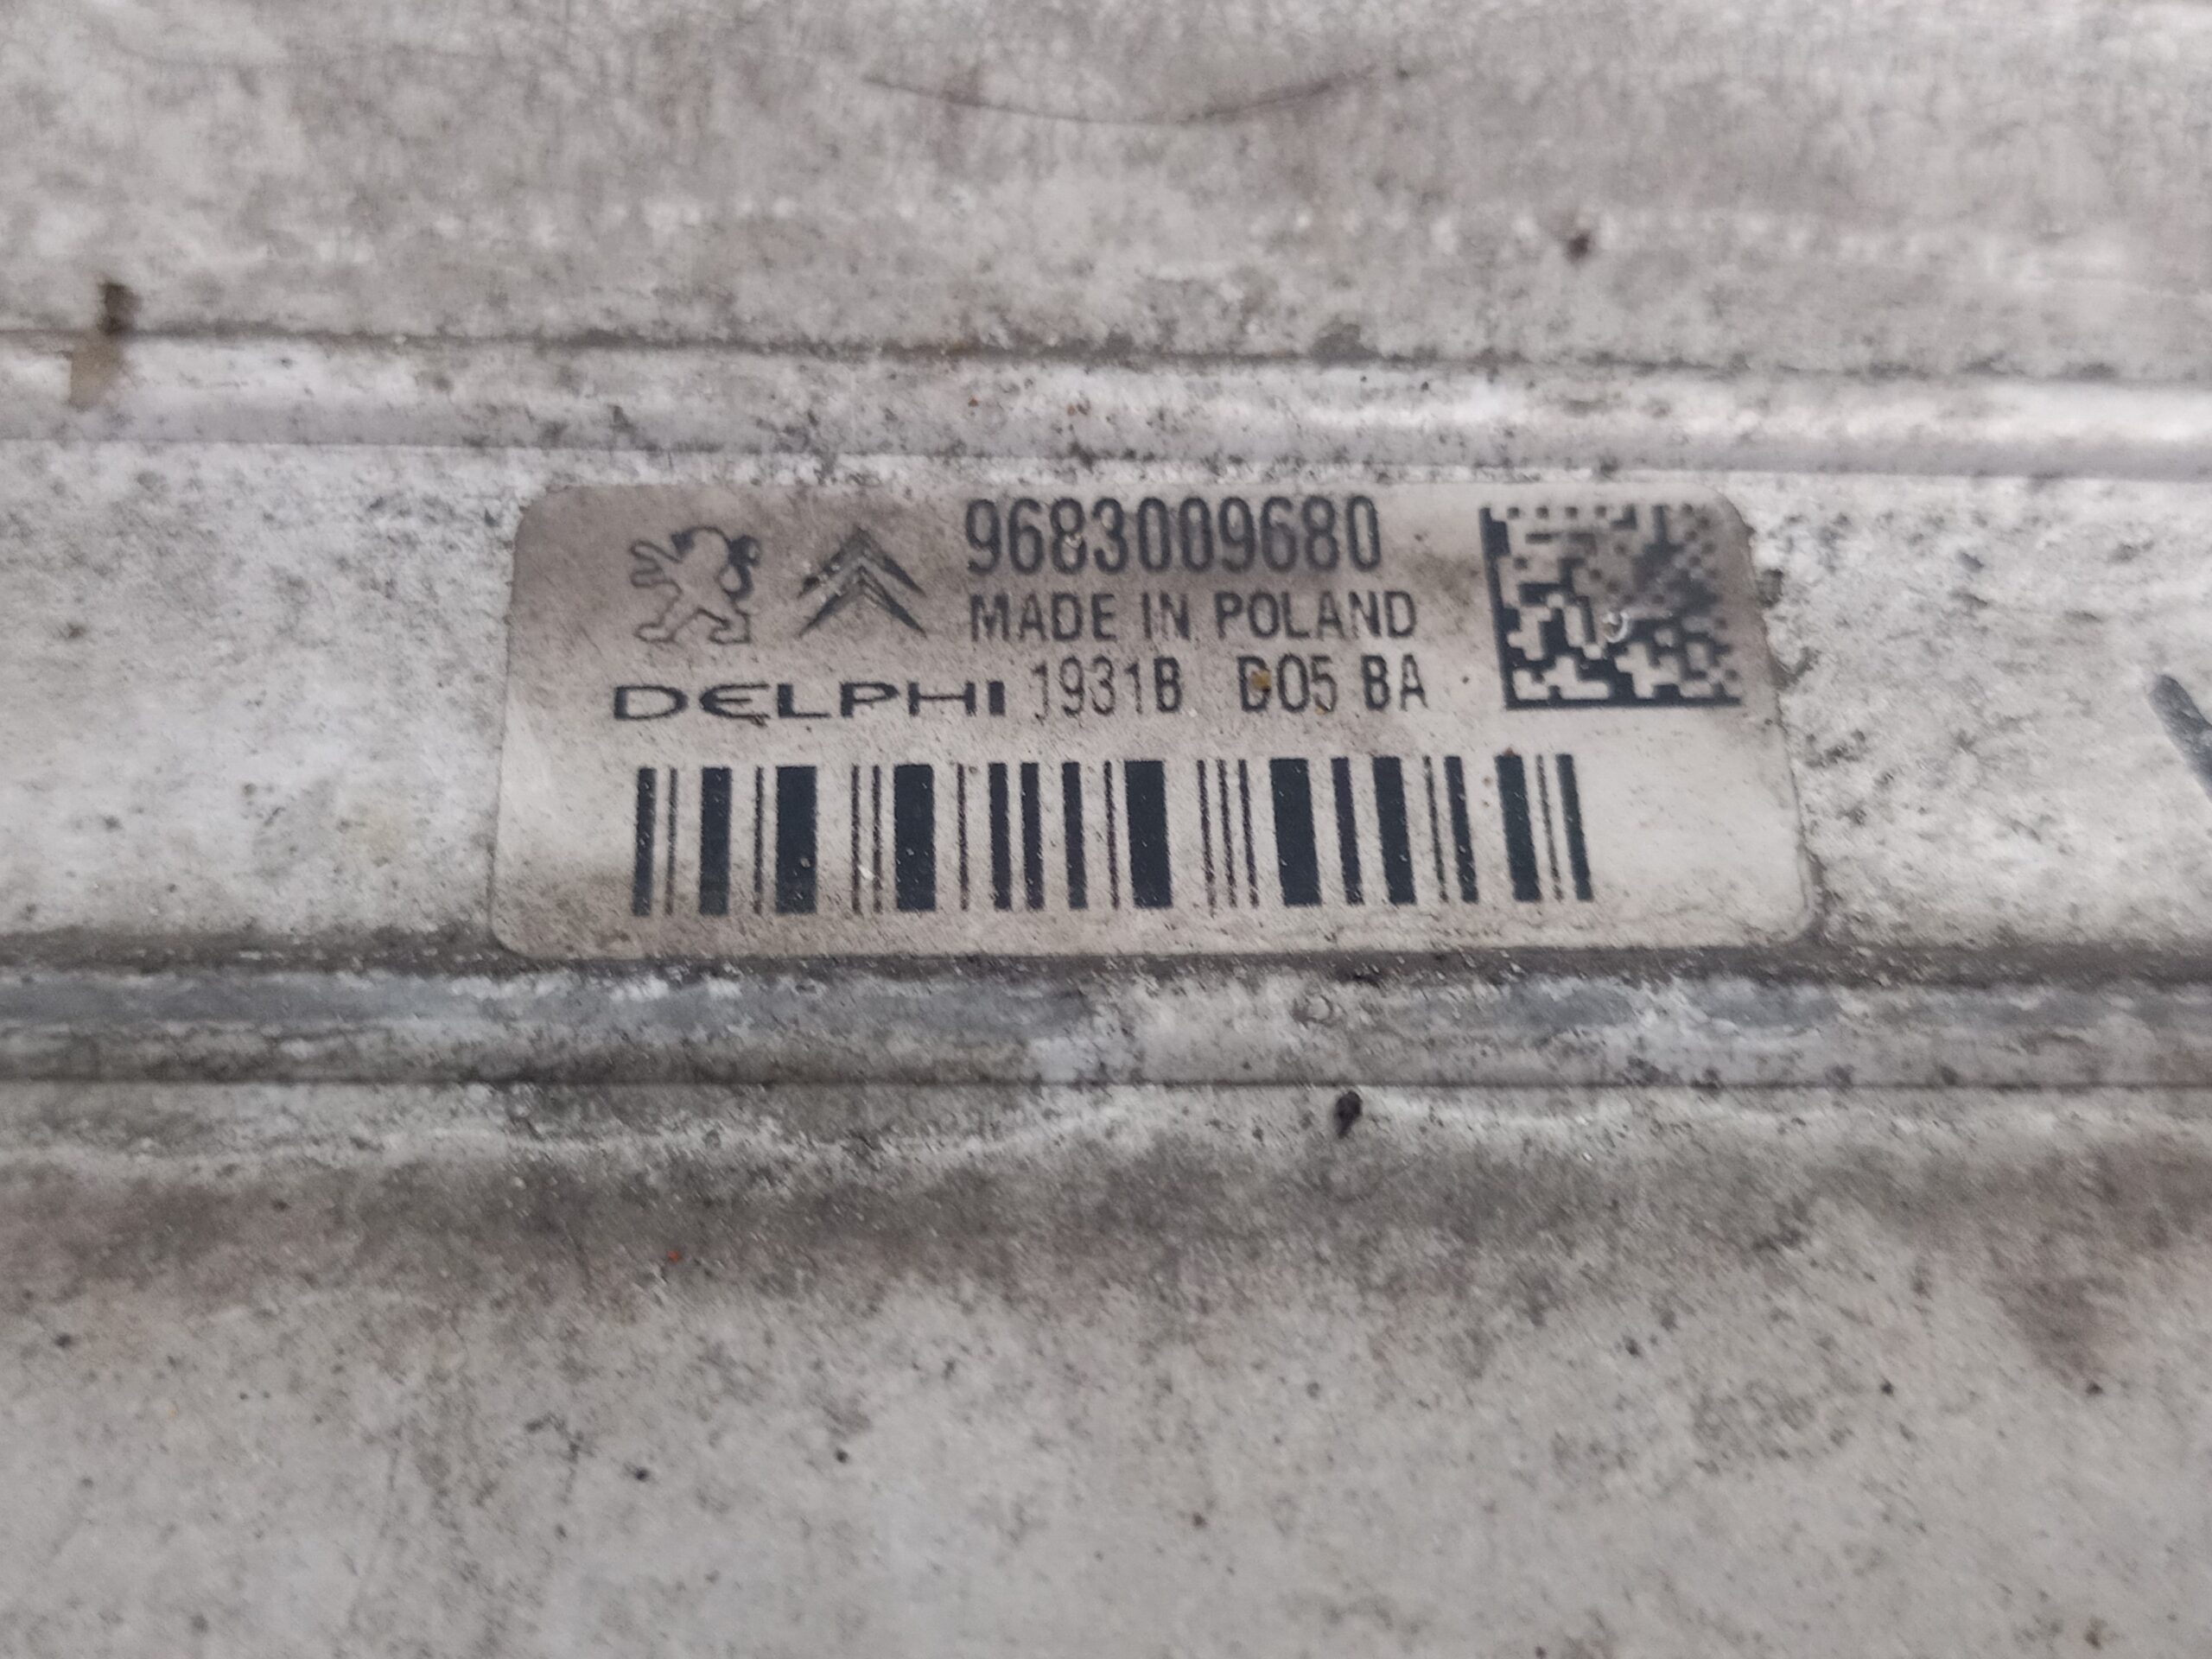 9683009680
MADE IN POLAND
DELPHI 1931B D05 BA